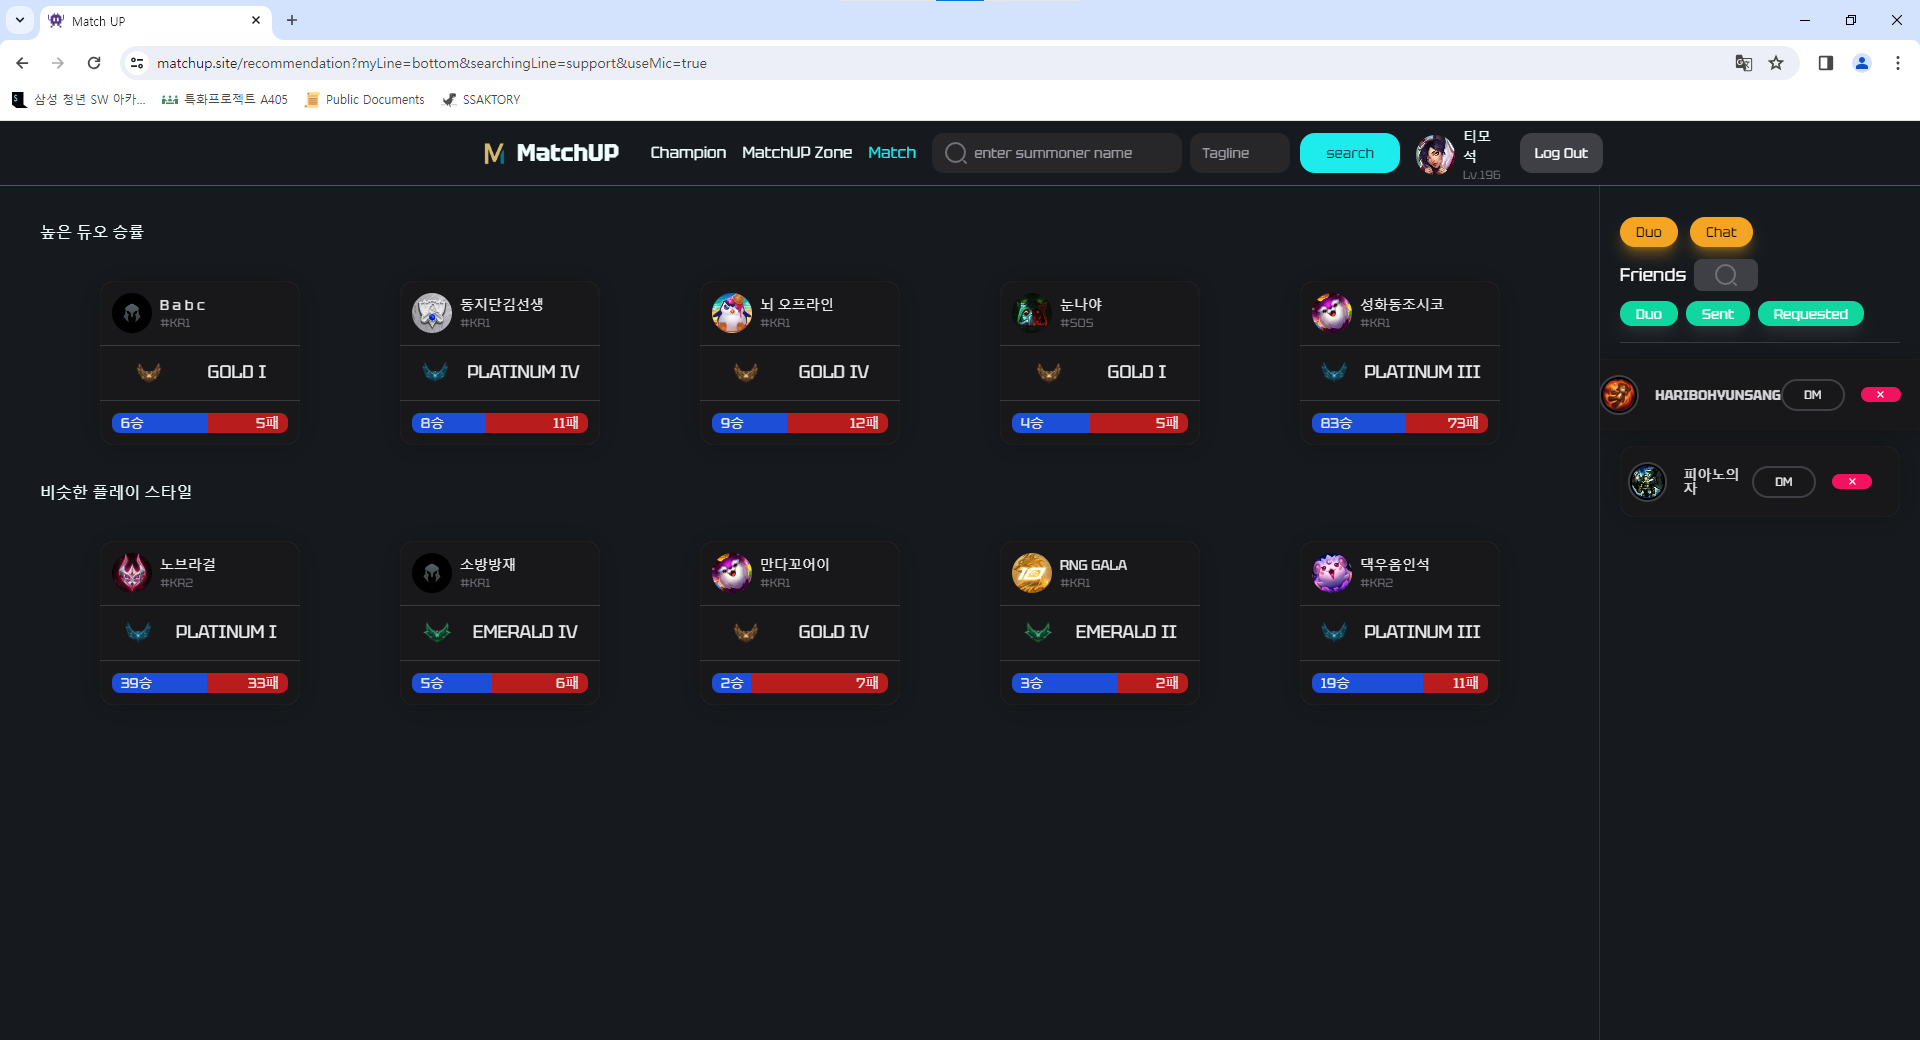 Match UP
matchup.site/recommendation?myLine=bottom&searchingLine=support&useMic=true
삼성 청년 SW 아카... 특화프로젝트 A405 Public Documents SSAKTORY
MatchUP Champion MatchUP Zone Match enter summoner name Tagline search 티모석 Lv.196 Log Out
높은 듀오 승률
Babc
#KR1
GOLD I
6승 5패
동지단김선생
#KR1
PLATINUM IV
8승 11패
뇌 오프라인
#KR1
GOLD IV
9승 12패
눈나야
#SOS
GOLD I
4승 5패
성화동조시코
#KR1
PLATINUM III
83승 73패
비슷한 플레이 스타일
노브라걸
#KR2
PLATINUM I
39승 33패
소방방재
#KR1
EMERALD IV
5승 6패
만다꼬어이
#KR1
GOLD IV
2승 7패
RNG GALA
#KR1
EMERALD II
3승 2패
댁우옴인석
#KR2
PLATINUM III
19승 11패
Duo Chat
Friends
Duo Sent Requested
HARIBOHYUNSANG DM ×
피아노의
자
DM ×